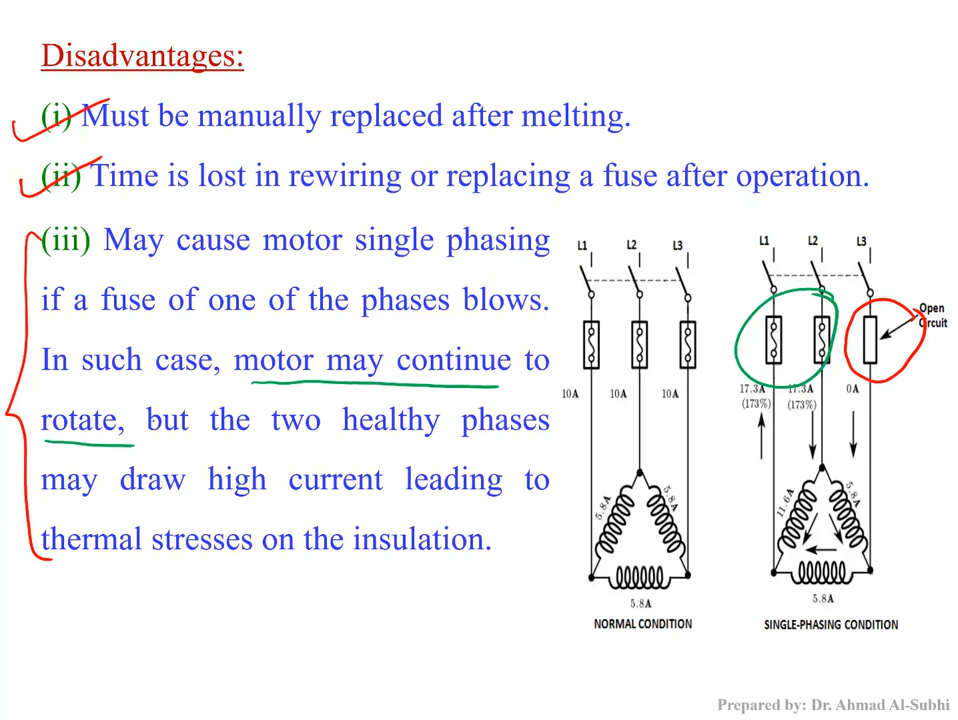 Disadvantages:
(i) Must be manually replaced after melting.
(ii) Time is lost in rewiring or replacing a fuse after operation.
(iii) May cause motor single phasing
if a fuse of one of the phases blows.
In such case, motor may continue to
rotate, but the two healthy phases
may draw high current leading to
thermal stresses on the insulation.
L1 L2 L3
10A 10A 10A
5.8A 5.8A
5.8A
NORMAL CONDITION
L1 L2 L3
Open
Circuit
17.3A 17.3A 0A
(173%) (173%)
11.6A 5.8A
5.8A
SINGLE-PHASING CONDITION
Prepared by: Dr. Ahmad Al-Subhi